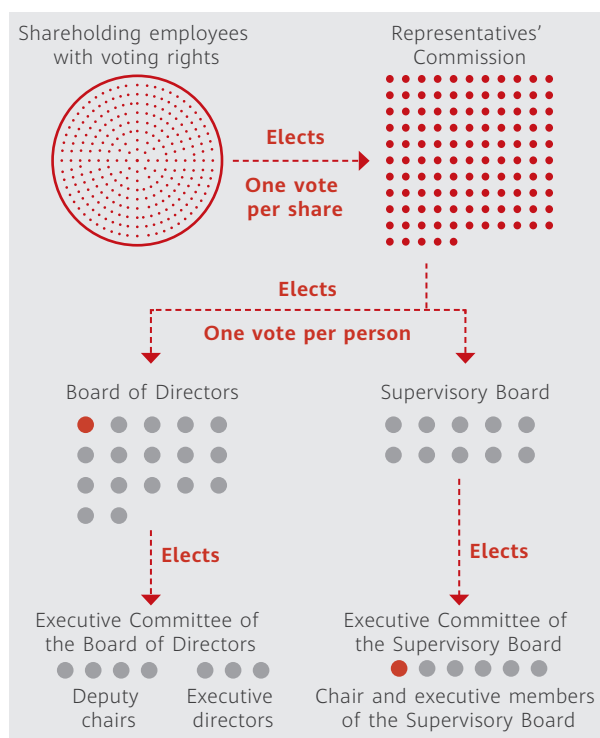 Shareholding employees
with voting rights
Representatives’
Commission
Elects
One vote
per share
Elects
One vote per person
Board of Directors
Supervisory Board
Elects
Elects
Executive Committee of
the Board of Directors
Deputy
chairs
Executive
directors
Executive Committee of
the Supervisory Board
Chair and executive members
of the Supervisory Board